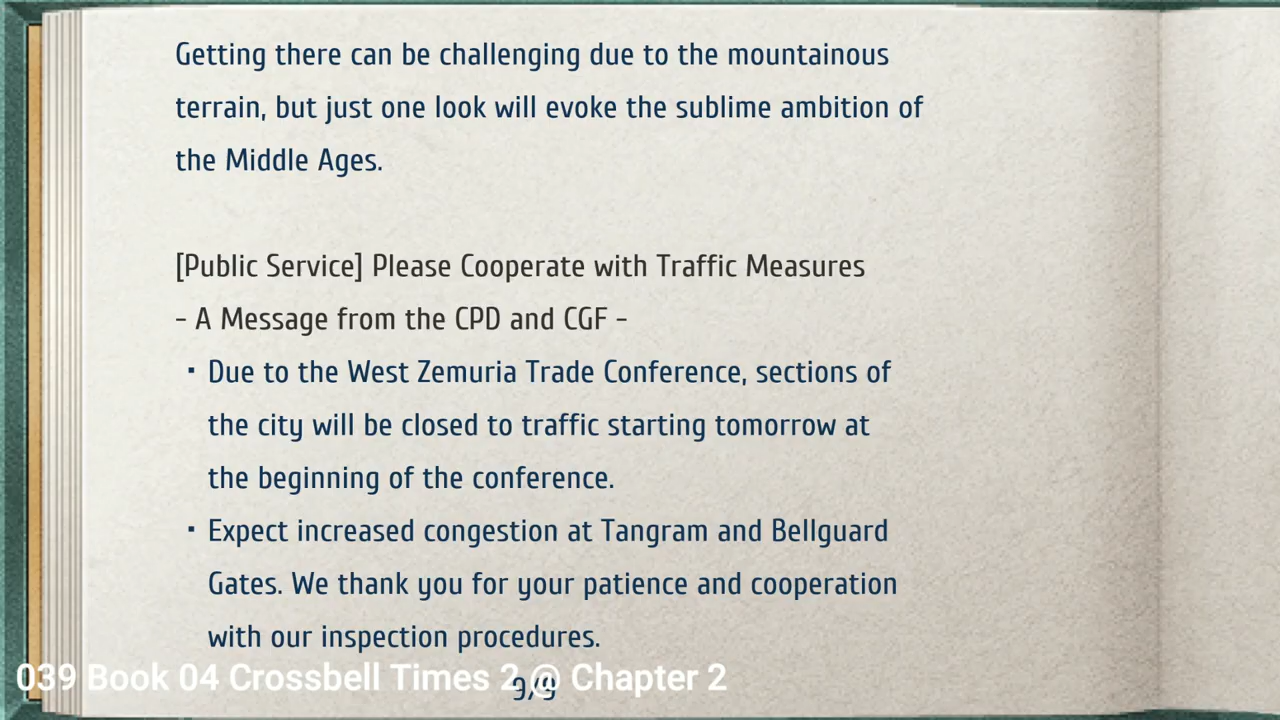 Getting there can be challenging due to the mountainous
terrain, but just one look will evoke the sublime ambition of
the Middle Ages.
[Public Service] Please Cooperate with Traffic Measures
- A Message from the CPD and CGF -
· Due to the West Zemuria Trade Conference, sections of
the city will be closed to traffic starting tomorrow at
the beginning of the conference.
· Expect increased congestion at Tangram and Bellguard
Gates. We thank you for your patience and cooperation
with our inspection procedures.
039 Book 04 Crossbell Times 2 @ Chapter 2
9/9